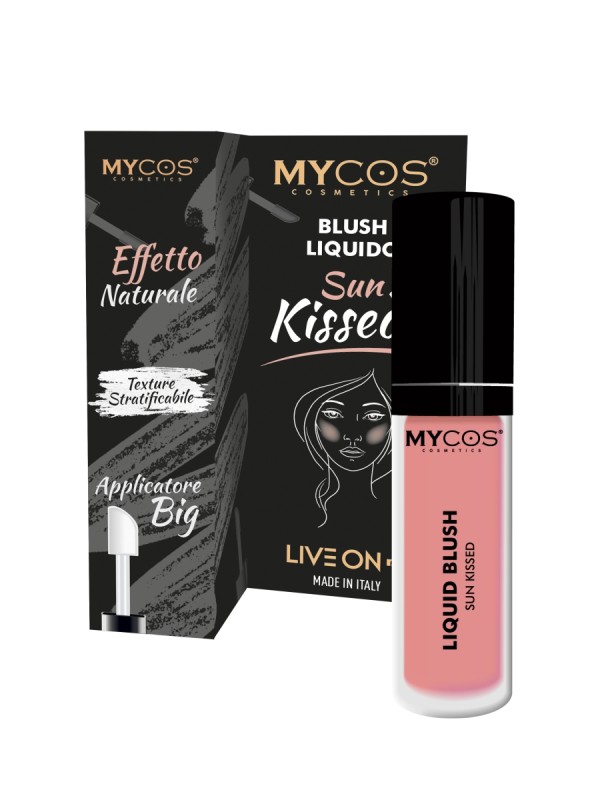 MYCOS®
COSMETICS
Effetto
Naturale
Texture
Stratificabile
Applicatore
Big
MYCOS®
COSMETICS
BLUSH
LIQUIDO
Sun
LIVE ON
MADE IN ITALY
MYCOS®
COSMETICS
LIQUID BLUSH
SUN KISSED